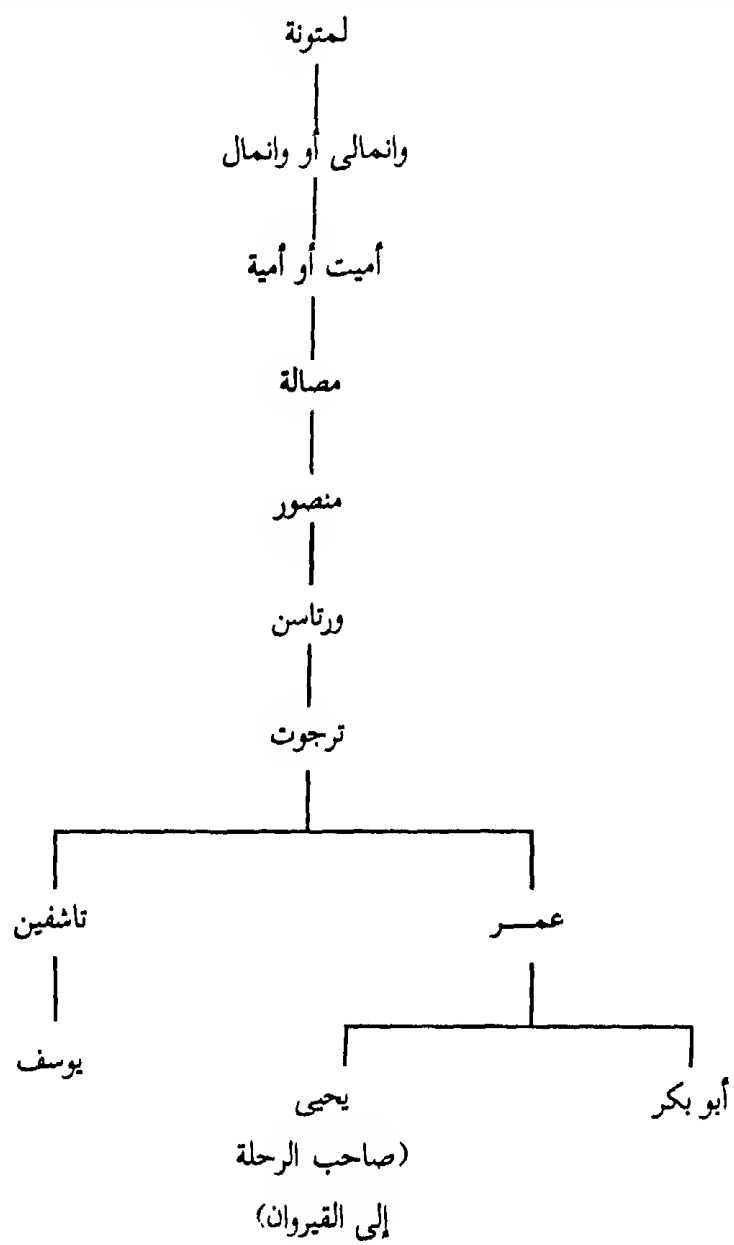 لمتونة
وانمالى أو وانمال
أميت أو أمية
مصالة
منصور
ورتاسن
ترجوت
عمــر
تاشفين
أبو بكر
يحيى
(صاحب الرحلة
إلى القيروان)
يوسف